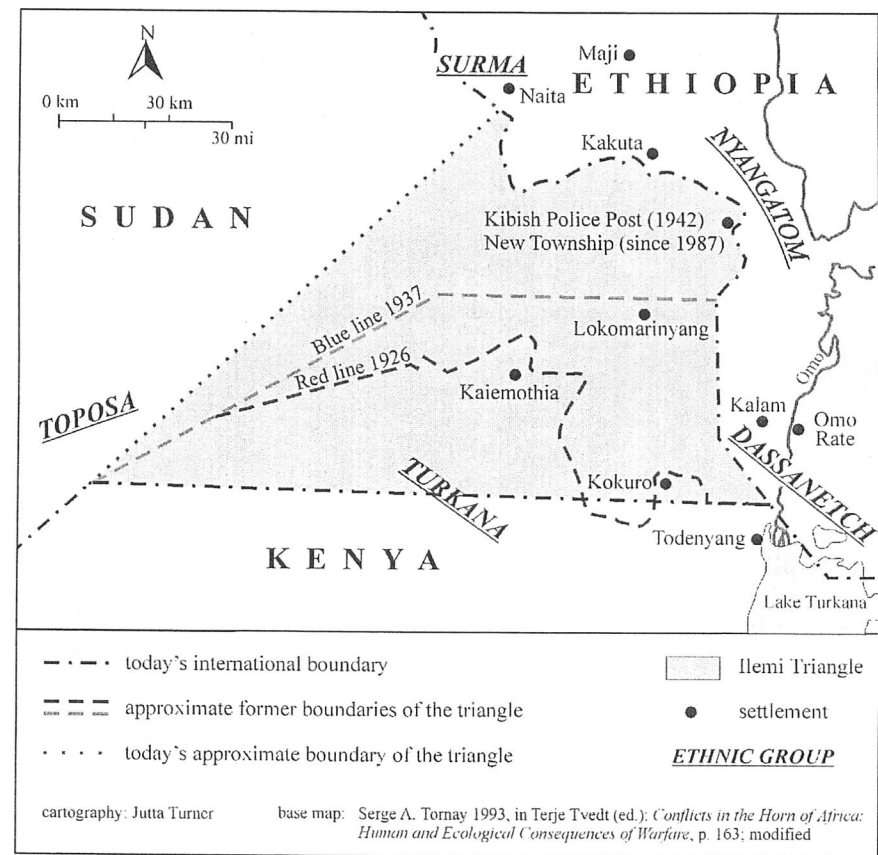 N
0 km 30 km
30 mi
SURMA
Maji
ETHIOPIA
Naita
Kakuta
NYANGATOM
SUDAN
Kibish Police Post (1942)
New Township (since 1987)
Blue line 1937
Lokomarinyang
Red line 1926
Kaiemothia
Omo
TOPOSA
Kalam
Omo
Rate
DASSANETCH
TURKANA
Kokuro
Todenyang
KENYA
Lake Turkana
today's international boundary
Ilemi Triangle
approximate former boundaries of the triangle
settlement
today's approximate boundary of the triangle
ETHNIC GROUP
cartography: Jutta Turner
base map: Serge A. Tornay 1993, in Terje Tvedt (ed.): Conflicts in the Horn of Africa:
Human and Ecological Consequences of Warfare, p. 163; modified